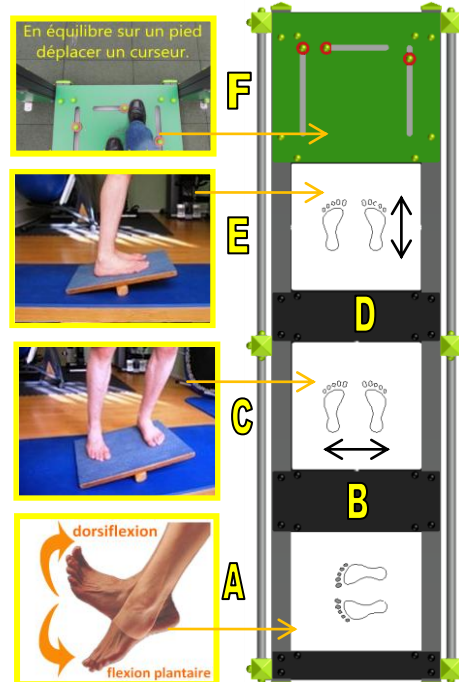 En équilibre sur un pied
déplacer un curseur.
F
E
D
C
B
A
dorsiflexion
flexion plantaire